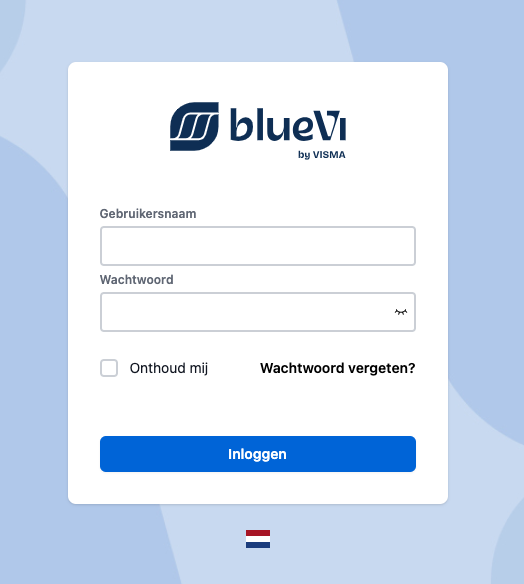 blueVi
by VISMA
Gebruikersnaam
Wachtwoord
Onthoud mij
Wachtwoord vergeten?
Inloggen